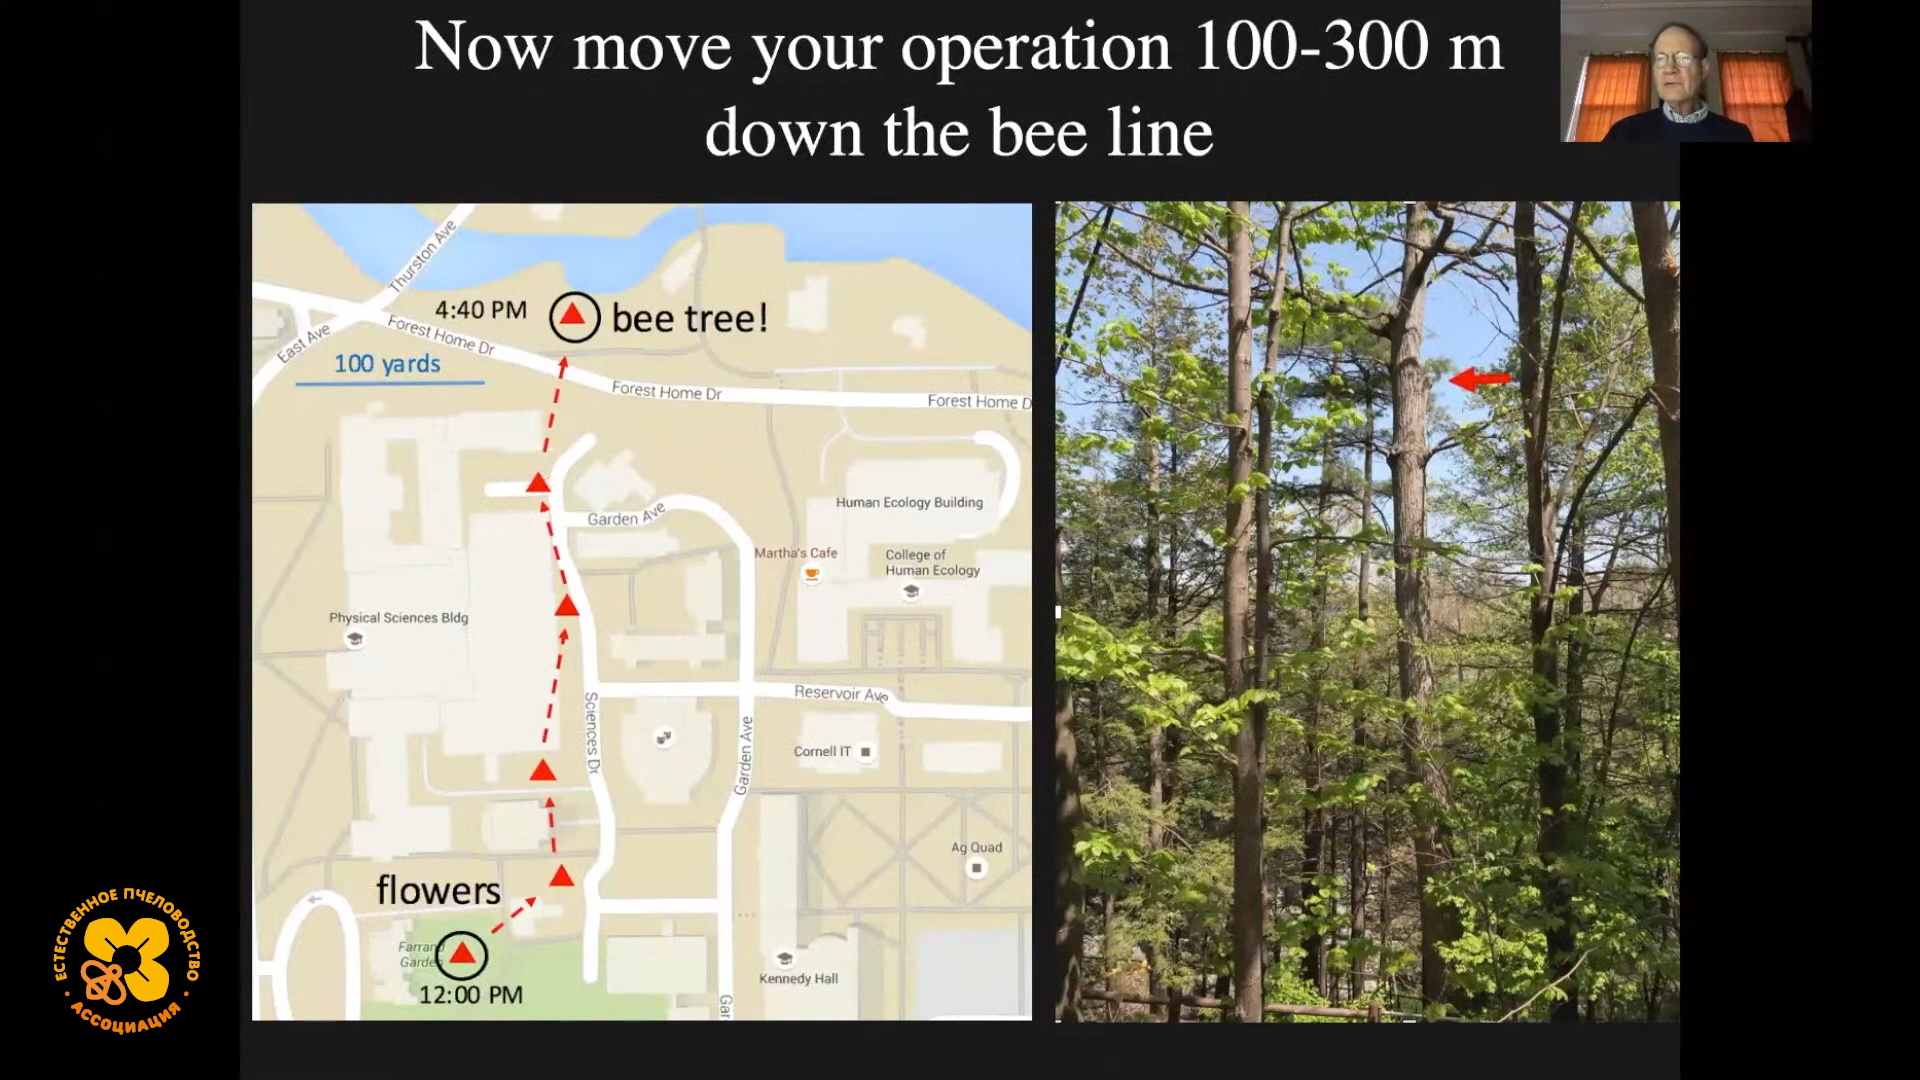 Now move your operation 100-300 m
down the bee line
Thurston Ave
4:40 PM
bee tree!
East Ave
Forest Home Dr
100 yards
Forest Home Dr
Forest Home D
Garden Ave
Human Ecology Building
Martha's Cafe
College of
Human Ecology
Physical Sciences Bldg
Reservoir Ave
Sciences Dr
Garden Ave
Cornell IT
Ag Quad
flowers
Farrand
Garde
12:00 PM
Kennedy Hall
Gar
ЕСТЕСТВЕННОЕ ПЧЕЛОВОДСТВО
• АССОЦИАЦИЯ •